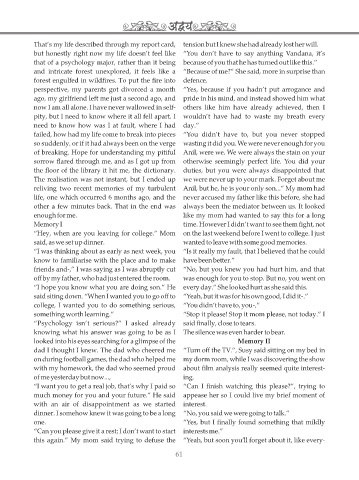 अद्वय
That's my life described through my report card,
but honestly right now my life doesn't feel like
that of a psychology major, rather than it being
and intricate forest unexplored, it feels like a
forest engulfed in wildfires. To put the fire into
perspective, my parents got divorced a month
ago, my girlfriend left me just a second ago, and
now I am all alone. I have never wallowed in self-
pity, but I need to know where it all fell apart. I
need to know how was I at fault, where I had
failed, how had my life come to break into pieces
so suddenly, or if it had always been on the verge
of breaking. Hope for understanding my pitiful
sorrow flared through me, and as I got up from
the floor of the library it hit me, the dictionary.
The realisation was not instant, but I ended up
reliving two recent memories of my turbulent
life, one which occurred 6 months ago, and the
other a few minutes back. That in the end was
enough for me.
Memory I
"Hey, when are you leaving for college." Mom
said, as we set up dinner.
"I was thinking about as early as next week, you
know to familiarise with the place and to make
friends and-," I was saying as I was abruptly cut
off by my father, who had just entered the room.
"I hope you know what you are doing son." He
said sitting down. "When I wanted you to go off to
college, I wanted you to do something serious,
something worth learning."
"Psychology isn't serious?" I asked already
knowing what his answer was going to be as I
looked into his eyes searching for a glimpse of the
dad I thought I knew. The dad who cheered me
on during football games, the dad who helped me
with my homework, the dad who seemed proud
of me yesterday but now....
"I want you to get a real job, that's why I paid so
much money for you and your future." He said
with an air of disappointment as we started
dinner. I somehow knew it was going to be a long
one.
"Can you please give it a rest; I don't want to start
this again." My mom said trying to defuse the
tension but I knew she had already lost her will.
"You don't have to say anything Vandana, it's
because of you that he has turned out like this."
"Because of me?" She said, more in surprise than
defence.
"Yes, because if you hadn't put arrogance and
pride in his mind, and instead showed him what
others like him have already achieved, then I
wouldn't have had to waste my breath every
day."
"You didn't have to, but you never stopped
wasting it did you. We were never enough for you
Anil, were we. We were always the stain on your
otherwise seemingly perfect life. You did your
duties, but you were always disappointed that
we were never up to your mark. Forget about me
Anil, but he, he is your only son..." My mom had
never accused my father like this before, she had
always been the mediator between us. It looked
like my mom had wanted to say this for a long
time. However I didn't want to see them fight, not
on the last weekend before I went to college. I just
wanted to leave with some good memories.
"Is it really my fault, that I believed that he could
have been better."
"No, but you knew you had hurt him, and that
was enough for you to stop. But no, you went on
every day." She looked hurt as she said this.
"Yeah, but it was for his own good, I did it-."
"You didn't have to, you-,"
"Stop it please! Stop it mom please, not today." I
said finally, close to tears.
The silence was even harder to bear.
Memory II
"Turn off the TV.", Susy said sitting on my bed in
my dorm room, while I was discovering the show
about film analysis really seemed quite interest-
ing.
"Can I finish watching this please?", trying to
appease her so I could live my brief moment of
interest.
"No, you said we were going to talk."
"Yes, but I finally found something that mildly
interests me."
"Yeah, but soon you'll forget about it, like every-
61